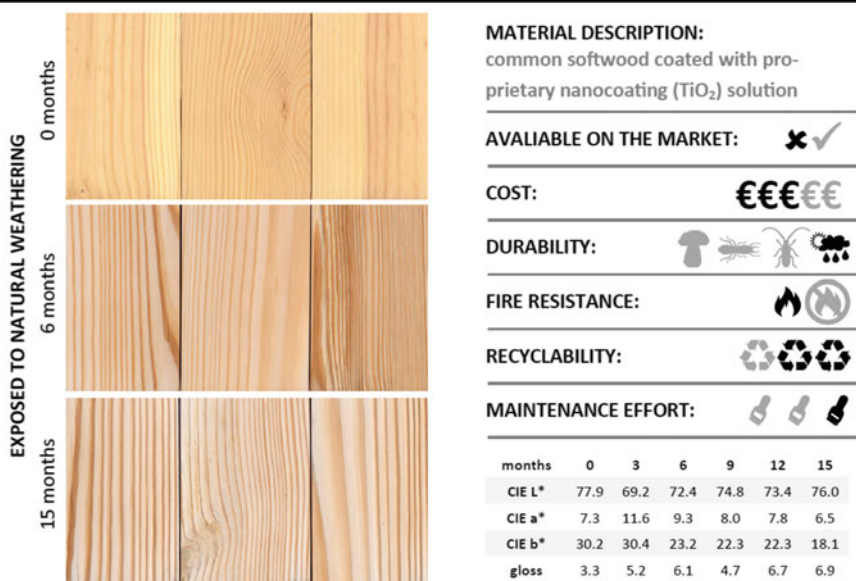 EXPOSED TO NATURAL WEATHERING
0 months
6 months
15 months
MATERIAL DESCRIPTION:
common softwood coated with pro-
prietary nanocoating (TiO₂) solution
AVALIABLE ON THE MARKET:
COST: €€€€€
DURABILITY:
FIRE RESISTANCE:
RECYCLABILITY:
MAINTENANCE EFFORT:
months 0 3 6 9 12 15
CIE L* 77.9 69.2 72.4 74.8 73.4 76.0
CIE a* 7.3 11.6 9.3 8.0 7.8 6.5
CIE b* 30.2 30.4 23.2 22.3 22.3 18.1
gloss 3.3 5.2 6.1 4.7 6.7 6.9